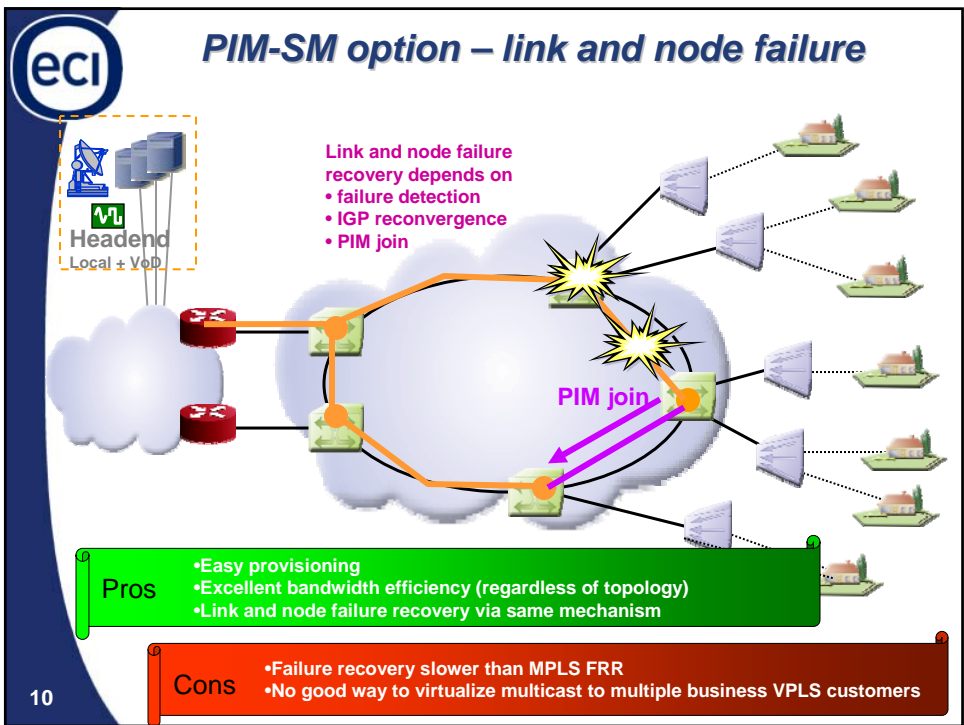 eci
PIM-SM option – link and node failure
Link and node failure
recovery depends on
• failure detection
• IGP reconvergence
• PIM join
Headend
Local + VoD
PIM join
Pros
•Easy provisioning
•Excellent bandwidth efficiency (regardless of topology)
•Link and node failure recovery via same mechanism
Cons
•Failure recovery slower than MPLS FRR
•No good way to virtualize multicast to multiple business VPLS customers
10